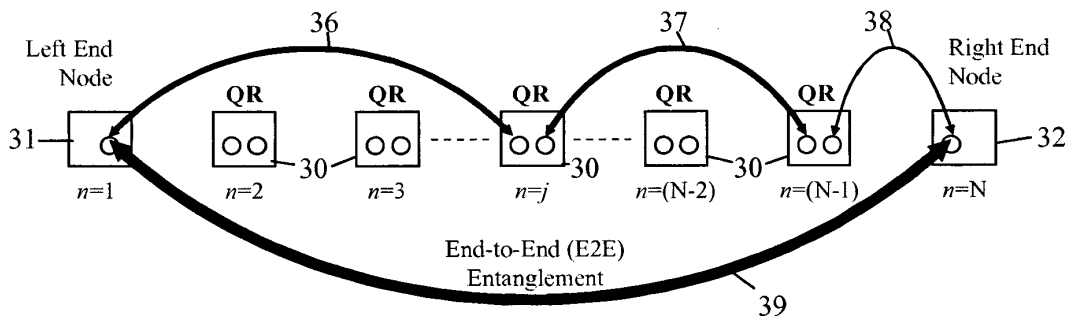 36
37
38
Left End
Node
Right End
Node
QR
QR
QR
QR
QR
31
30
30
30
32
n=1
n=2
n=3
n=j
n=(N-2)
n=(N-1)
n=N
End-to-End (E2E)
Entanglement
39